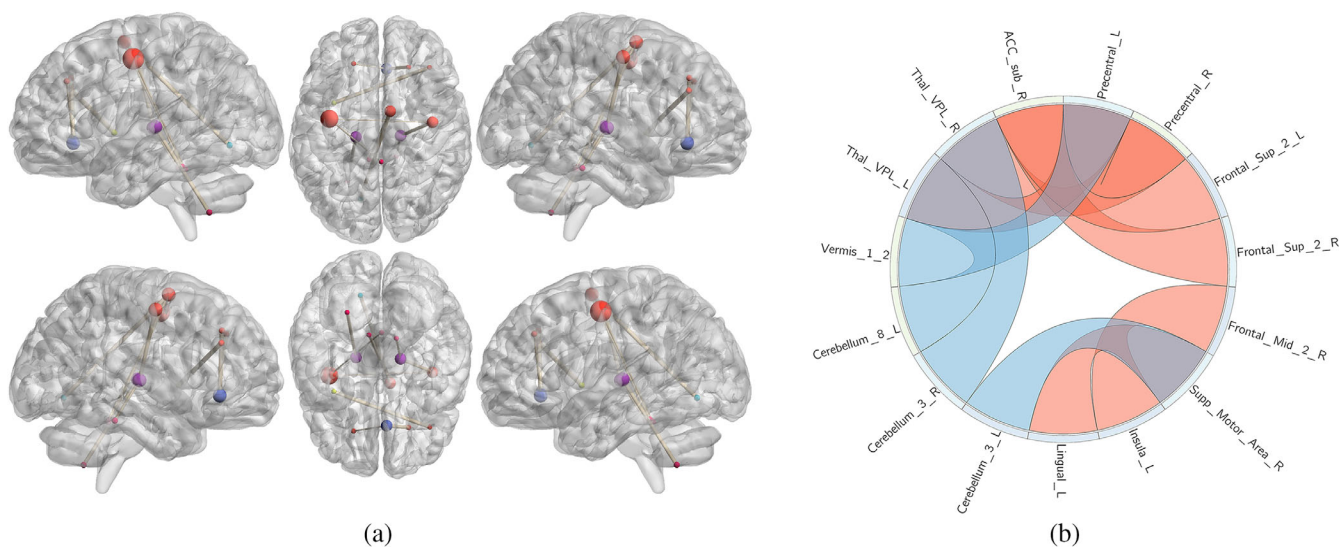 ACC_sub_R
Precentral_L
Precentral_R
Frontal_Sup_2_L
Frontal_Sup_2_R
Frontal_Mid_2_R
Supp_Motor_Area_R
Insula_L
Lingual_L
Cerebellum_3_L
Cerebellum_3_R
Cerebellum_8_L
Vermis_1_2
Thal_VPL_L
Thal_VPL_R
(a)
(b)